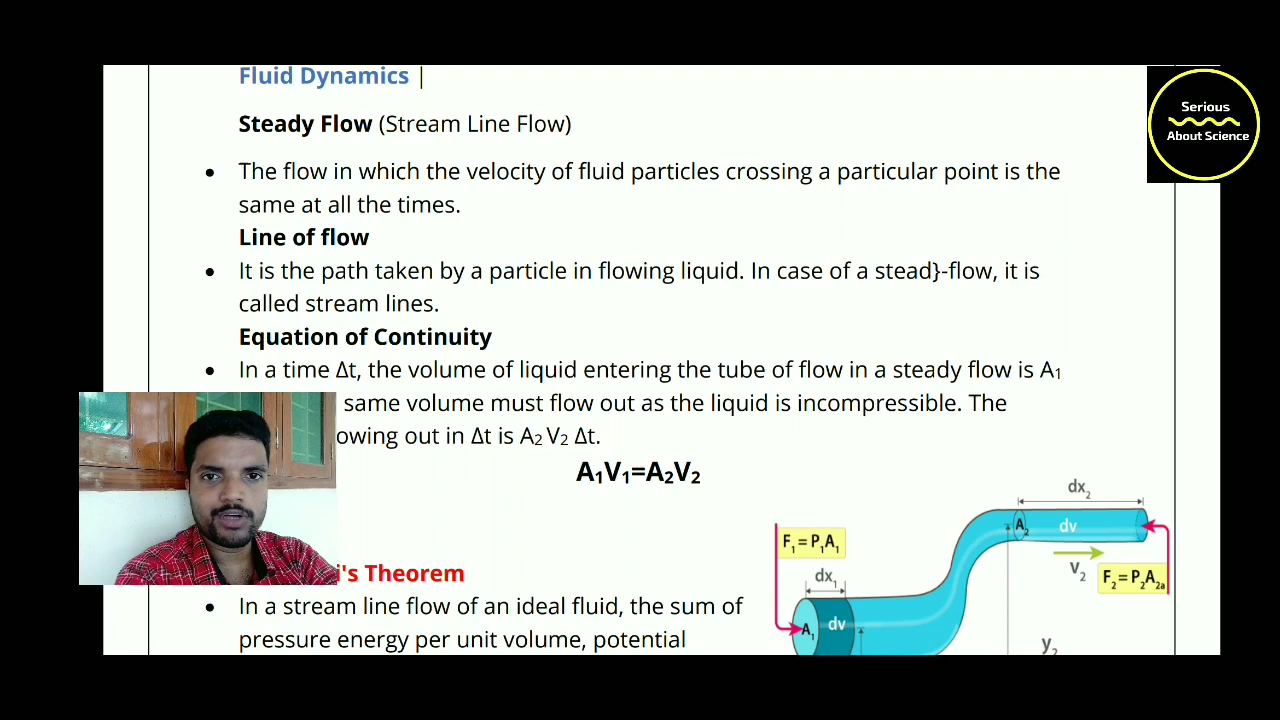 Fluid Dynamics |
Serious
About Science
Steady Flow (Stream Line Flow)
• The flow in which the velocity of fluid particles crossing a particular point is the
same at all the times.
Line of flow
• It is the path taken by a particle in flowing liquid. In case of a stead}-flow, it is
called stream lines.
Equation of Continuity
• In a time Δt, the volume of liquid entering the tube of flow in a steady flow is A₁
same volume must flow out as the liquid is incompressible. The
owing out in Δt is A₂ V₂ Δt.
A₁V₁=A₂V₂
i's Theorem
• In a stream line flow of an ideal fluid, the sum of
pressure energy per unit volume, potential
dx₂
A₂
dv
F₁ = P₁A₁
V₂
F₂ = P₂A₂ₐ
dx₁
A₁
dv
y₂